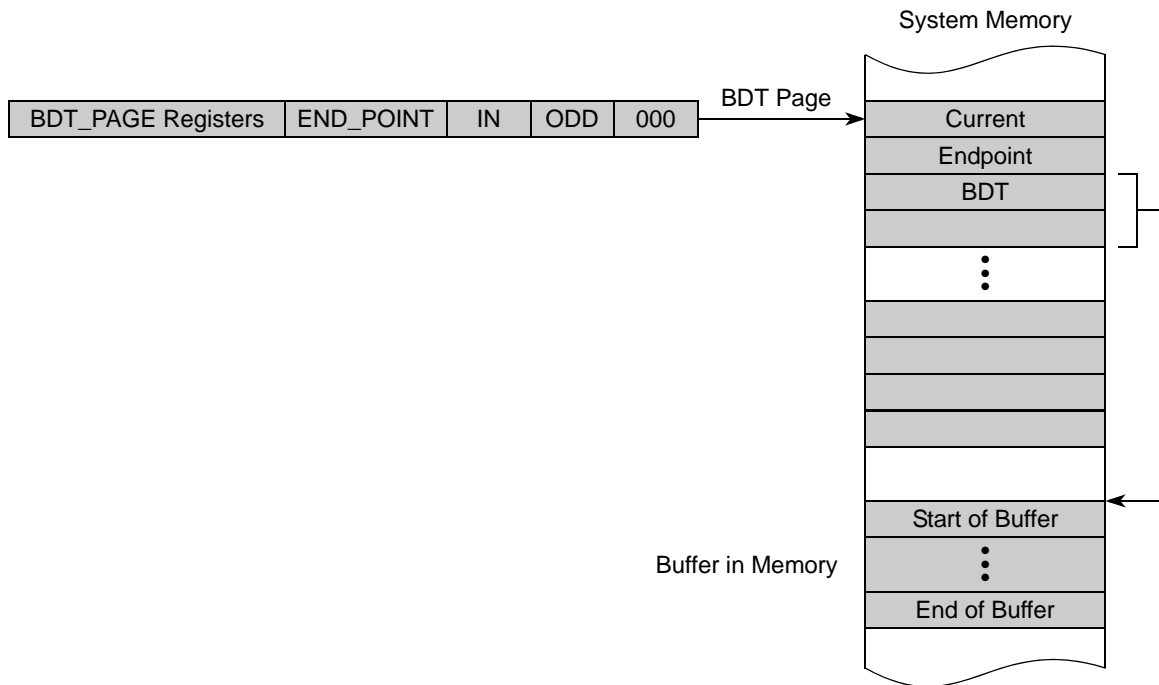 System Memory
BDT_PAGE Registers END_POINT IN ODD 000
BDT Page
Current
Endpoint
BDT
Start of Buffer
Buffer in Memory
End of Buffer